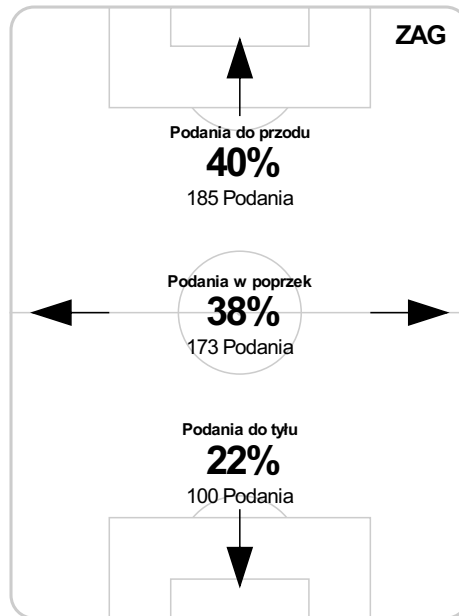 ZAG
Podania do przodu
40%
185 Podania
Podania w poprzek
38%
173 Podania
Podania do tyłu
22%
100 Podania